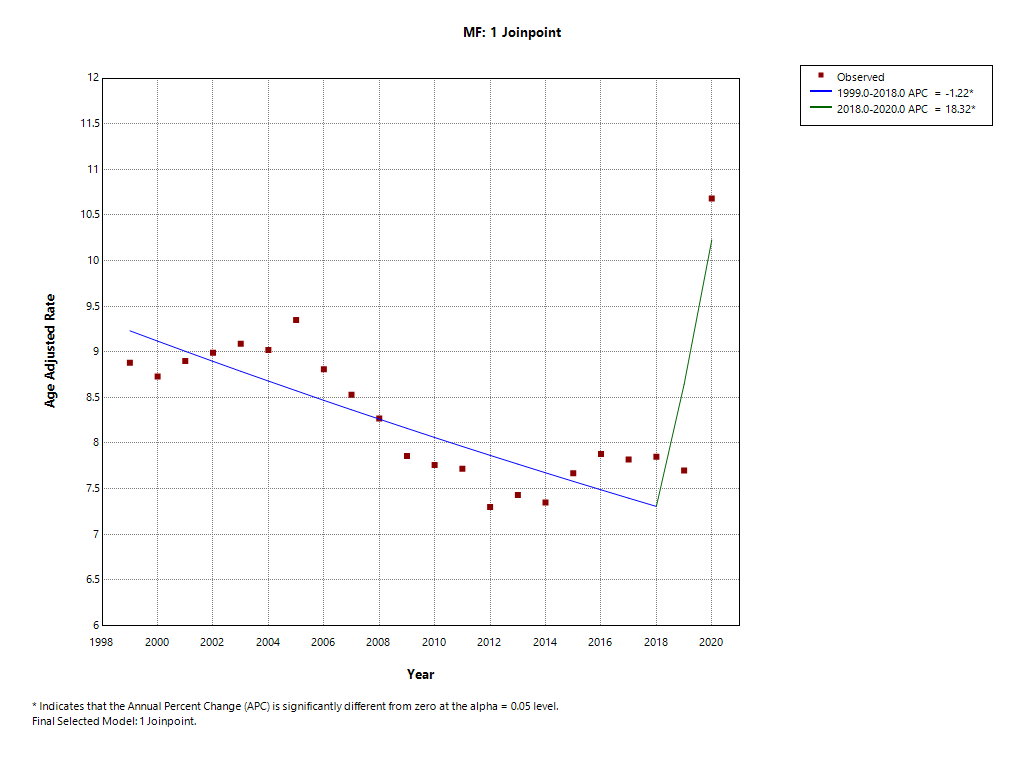 MF: 1 Joinpoint
Observed
1999.0-2018.0 APC = -1.22*
2018.0-2020.0 APC = 18.32*
12
11.5
11
10.5
10
9.5
9
8.5
8
7.5
7
6.5
6
Age Adjusted Rate
1998 2000 2002 2004 2006 2008 2010 2012 2014 2016 2018 2020
Year
* Indicates that the Annual Percent Change (APC) is significantly different from zero at the alpha = 0.05 level.
Final Selected Model: 1 Joinpoint.